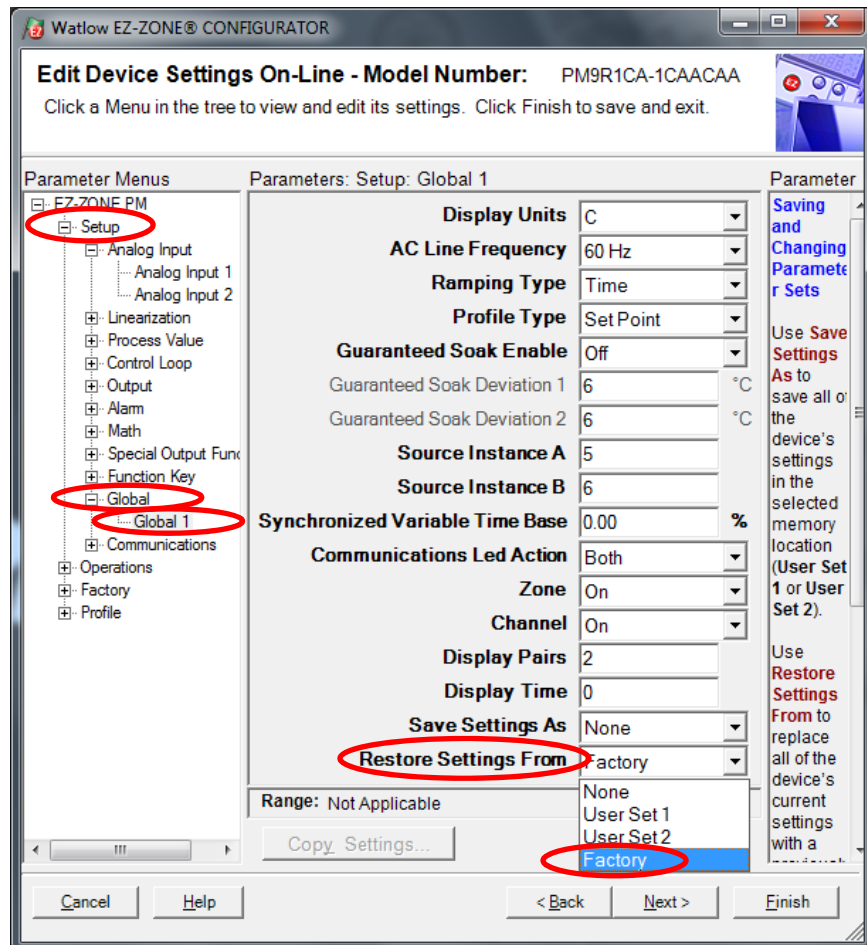 Watlow EZ-ZONE® CONFIGURATOR
Edit Device Settings On-Line - Model Number: PM9R1CA-1CAACAA
Click a Menu in the tree to view and edit its settings. Click Finish to save and exit.
Parameter Menus
EZ-ZONE PM
Setup
Analog Input
Analog Input 1
Analog Input 2
Linearization
Process Value
Control Loop
Output
Alarm
Math
Special Output Func
Function Key
Global
Global 1
Communications
Operations
Factory
Profile
Parameters: Setup: Global 1
Display Units C
AC Line Frequency 60 Hz
Ramping Type Time
Profile Type Set Point
Guaranteed Soak Enable Off
Guaranteed Soak Deviation 1 6 °C
Guaranteed Soak Deviation 2 6 °C
Source Instance A 5
Source Instance B 6
Synchronized Variable Time Base 0.00 %
Communications Led Action Both
Zone On
Channel On
Display Pairs 2
Display Time 0
Save Settings As None
Restore Settings From Factory
None
User Set 1
User Set 2
Factory
Range: Not Applicable
Copy Settings...
Parameter
Saving
and
Changing
Paramete
r Sets
Use Save
Settings
As to
save all of
the
device's
settings
in the
selected
memory
location
(User Set
1 or User
Set 2).
Use
Restore
Settings
From to
replace
all of the
device's
current
settings
with a
Cancel
Help
< Back
Next >
Finish